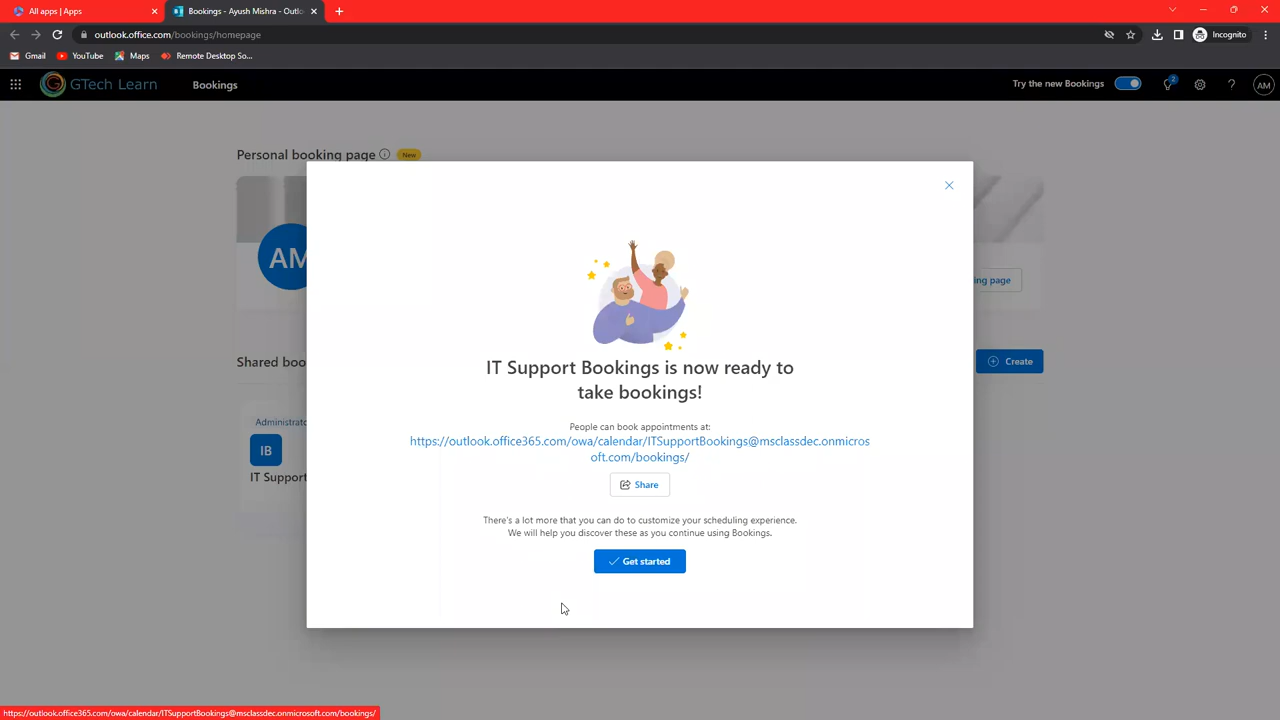 All apps | Apps
Bookings - Ayush Mishra - Outlo
outlook.office.com/bookings/homepage
Incognito
Gmail
YouTube
Maps
Remote Desktop So...
GTech Learn
Bookings
Try the new Bookings
2
AM
Personal booking page
New
AM
ng page
Shared boo
Create
Administrato
IB
IT Support
IT Support Bookings is now ready to
take bookings!
People can book appointments at:
https://outlook.office365.com/owa/calendar/ITSupportBookings@msclassdec.onmicros
oft.com/bookings/
Share
There's a lot more that you can do to customize your scheduling experience.
We will help you discover these as you continue using Bookings.
Get started
https://outlook.office365.com/owa/calendar/ITSupportBookings@msclassdec.onmicrosoft.com/bookings/